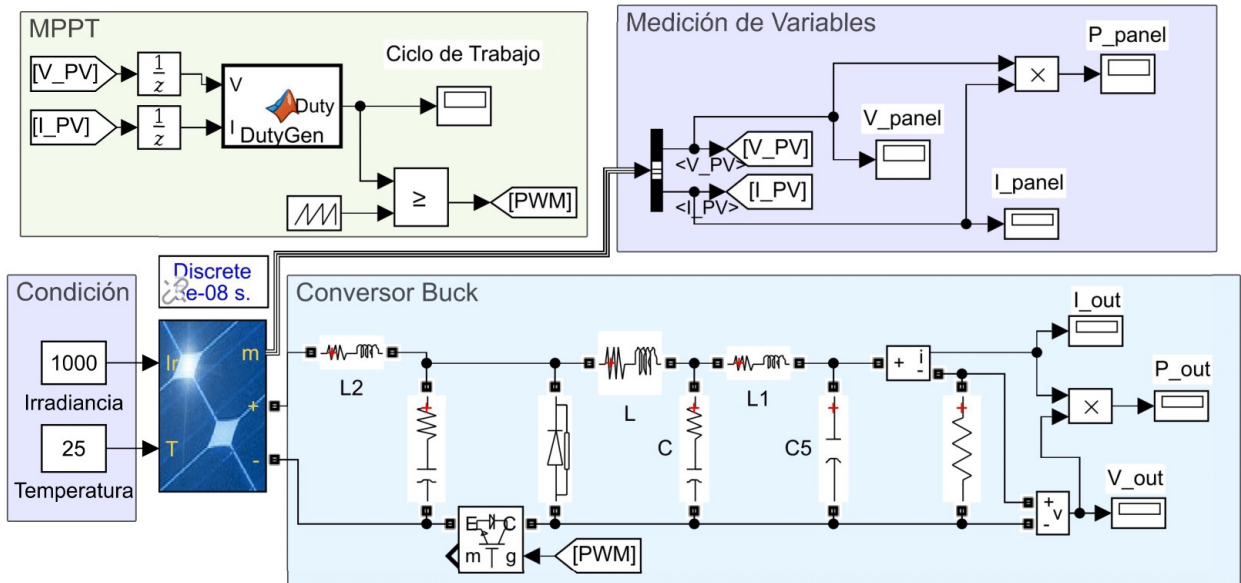 MPPT
Ciclo de Trabajo
[V_PV]
1
z
V
[I_PV]
1
z
I
Duty
DutyGen
≥
[PWM]
Medición de Variables
P_panel
×
V_panel
[V_PV]
<V_PV>
[I_PV]
<I_PV>
I_panel
Discrete
e-08 s.
Condición
1000
Irradiancia
25
Temperatura
Ir
m
+
T
-
Conversor Buck
L2
L
L1
C
C5
+
i
-
I_out
P_out
×
V_out
+
v
-
E
C
m
g
[PWM]